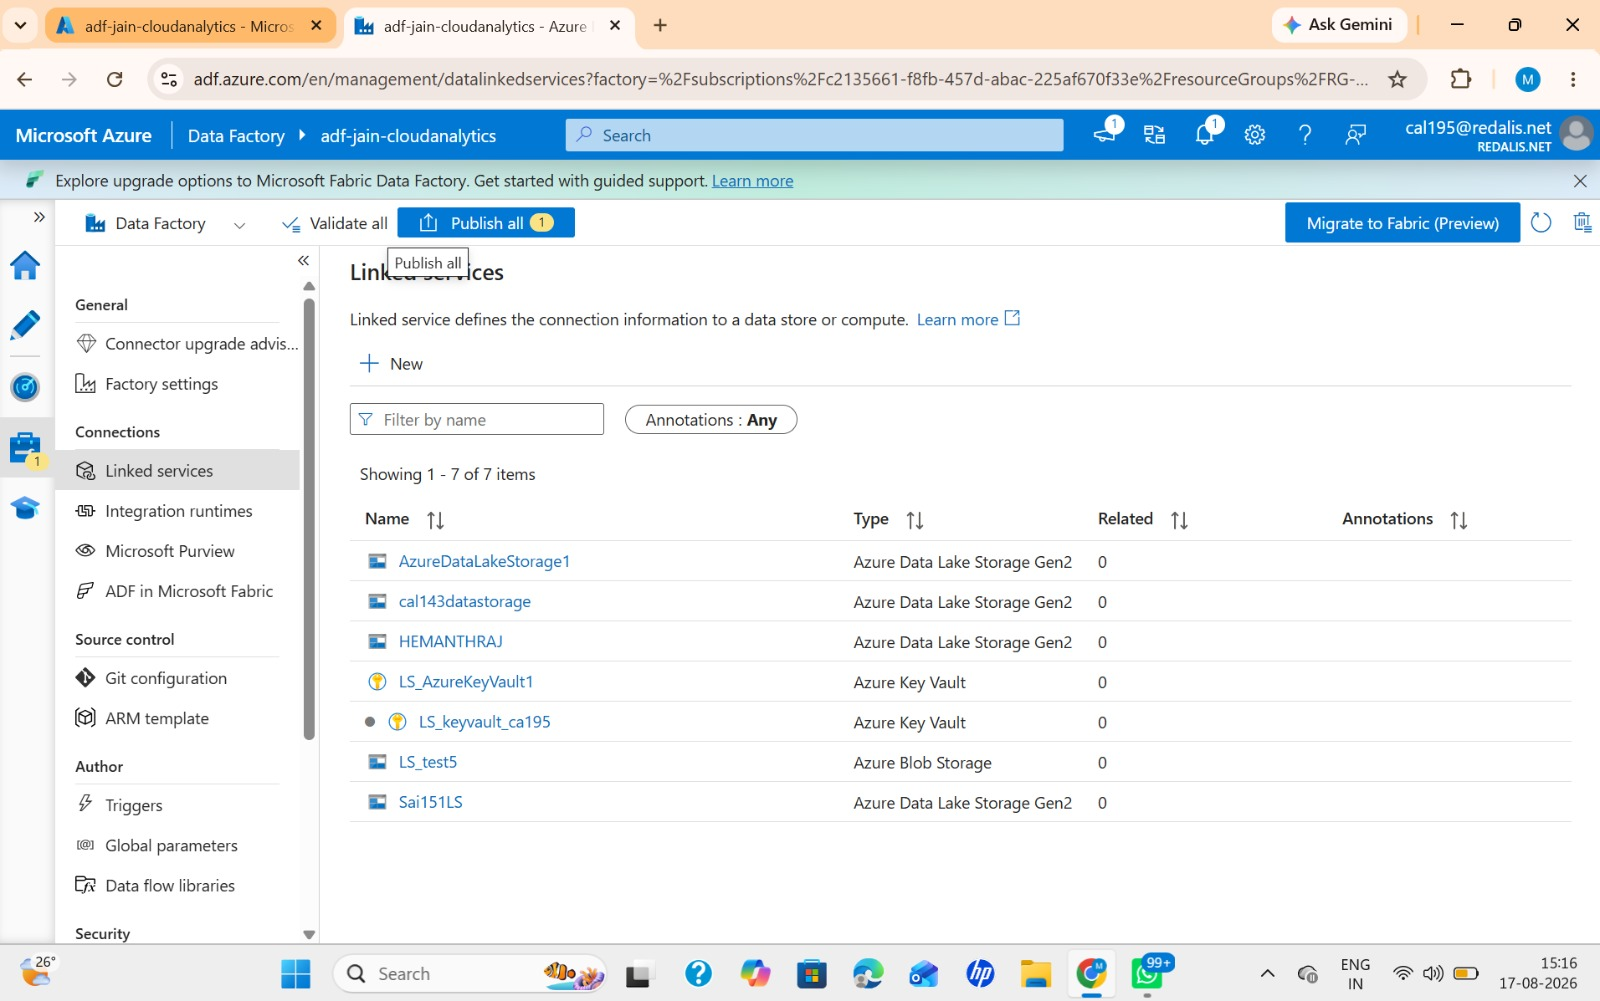 adf-jain-cloudanalytics - Micros
adf-jain-cloudanalytics - Azure
Ask Gemini
adf.azure.com/en/management/datalinkedservices?factory=%2Fsubscriptions%2Fc2135661-f8fb-457d-abac-225af670f33e%2FresourceGroups%2FRG-...
M
Microsoft Azure
Data Factory
adf-jain-cloudanalytics
Search
1
1
cal195@redalis.net
REDALIS.NET
Explore upgrade options to Microsoft Fabric Data Factory. Get started with guided support. Learn more
Data Factory
Validate all
Publish all 1
Migrate to Fabric (Preview)
Publish all
Linked services
General
Connector upgrade advis...
Factory settings
Connections
1
Linked services
Integration runtimes
Microsoft Purview
ADF in Microsoft Fabric
Source control
Git configuration
ARM template
Author
Triggers
Global parameters
Data flow libraries
Security
Linked service defines the connection information to a data store or compute. Learn more
New
Filter by name
Annotations : Any
Showing 1 - 7 of 7 items
Name Type Related Annotations
AzureDataLakeStorage1 Azure Data Lake Storage Gen2 0
cal143datastorage Azure Data Lake Storage Gen2 0
HEMANTHRAJ Azure Data Lake Storage Gen2 0
LS_AzureKeyVault1 Azure Key Vault 0
LS_keyvault_ca195 Azure Key Vault 0
LS_test5 Azure Blob Storage 0
Sai151LS Azure Data Lake Storage Gen2 0
26°
Search
hp
M
99+
ENG
IN
15:16
17-08-2026